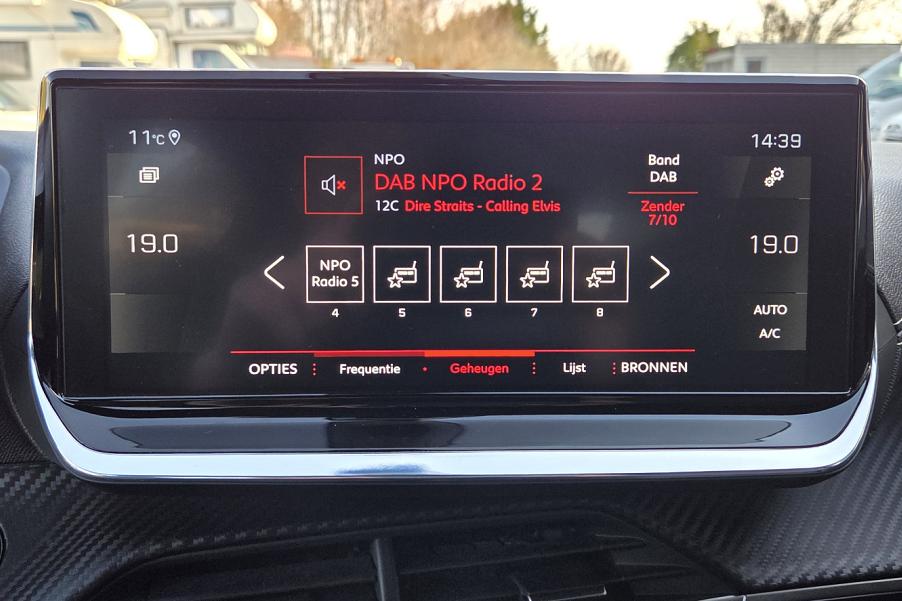 11°C
14:39
NPO
DAB NPO Radio 2
12C Dire Straits - Calling Elvis
Band
DAB
Zender
7/10
19.0
19.0
NPO
Radio 5
4
5
6
7
8
AUTO
A/C
OPTIES
Frequentie
Geheugen
Lijst
BRONNEN